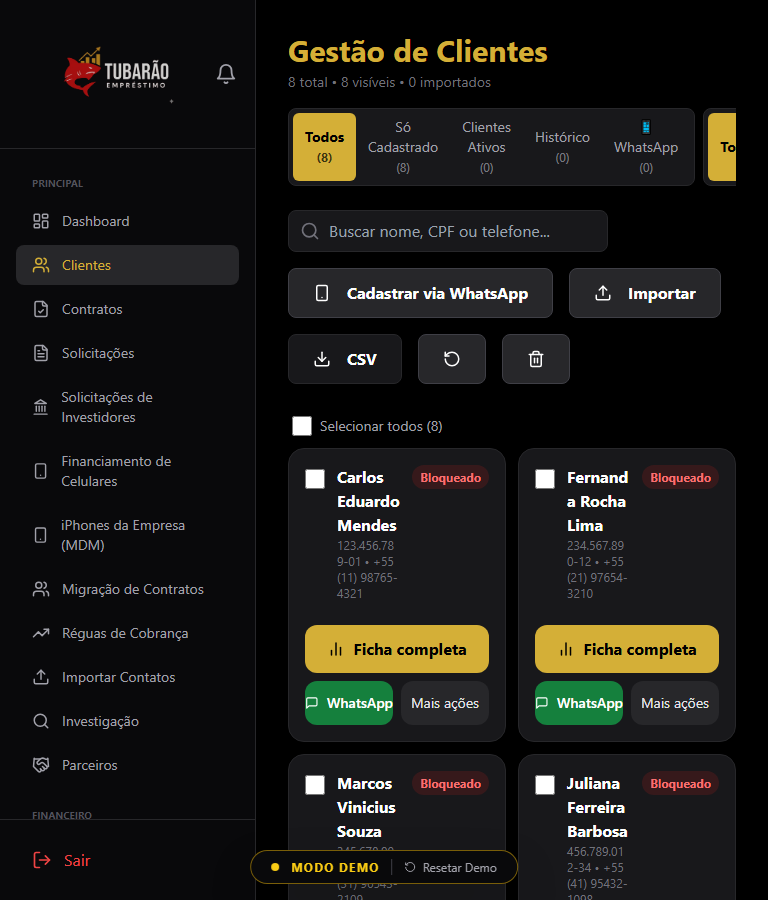 TUBARÃO
EMPRÉSTIMO
PRINCIPAL
Dashboard
Clientes
Contratos
Solicitações
Solicitações de
Investidores
Financiamento de
Celulares
iPhones da Empresa
(MDM)
Migração de Contratos
Réguas de Cobrança
Importar Contatos
Investigação
Parceiros
FINANCEIRO
Sair
Gestão de Clientes
8 total • 8 visíveis • 0 importados
Todos
(8)
Só
Cadastrado
(8)
Clientes
Ativos
(0)
Histórico
(0)
WhatsApp
(0)
To
Buscar nome, CPF ou telefone...
Cadastrar via WhatsApp
Importar
CSV
Selecionar todos (8)
Carlos
Eduardo
Mendes
Bloqueado
123.456.78
9-01 • +55
(11) 98765-
4321
Ficha completa
WhatsApp
Mais ações
Fernand
a Rocha
Lima
Bloqueado
234.567.89
0-12 • +55
(21) 97654-
3210
Ficha completa
WhatsApp
Mais ações
Marcos
Vinicius
Souza
Bloqueado
Juliana
Ferreira
Barbosa
Bloqueado
456.789.01
2-34 • +55
(41) 95432-
1098
MODO DEMO
Resetar Demo